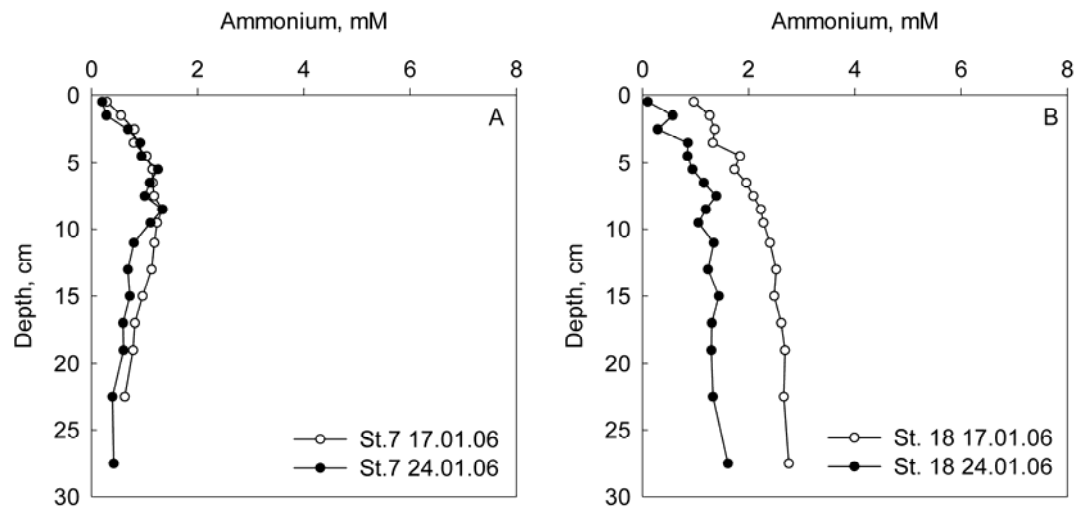 Ammonium, mM
0 2 4 6 8
0
5
10
15
20
25
30
Depth, cm
A
St.7 17.01.06
St.7 24.01.06
Ammonium, mM
0 2 4 6 8
0
5
10
15
20
25
30
Depth, cm
B
St. 18 17.01.06
St. 18 24.01.06